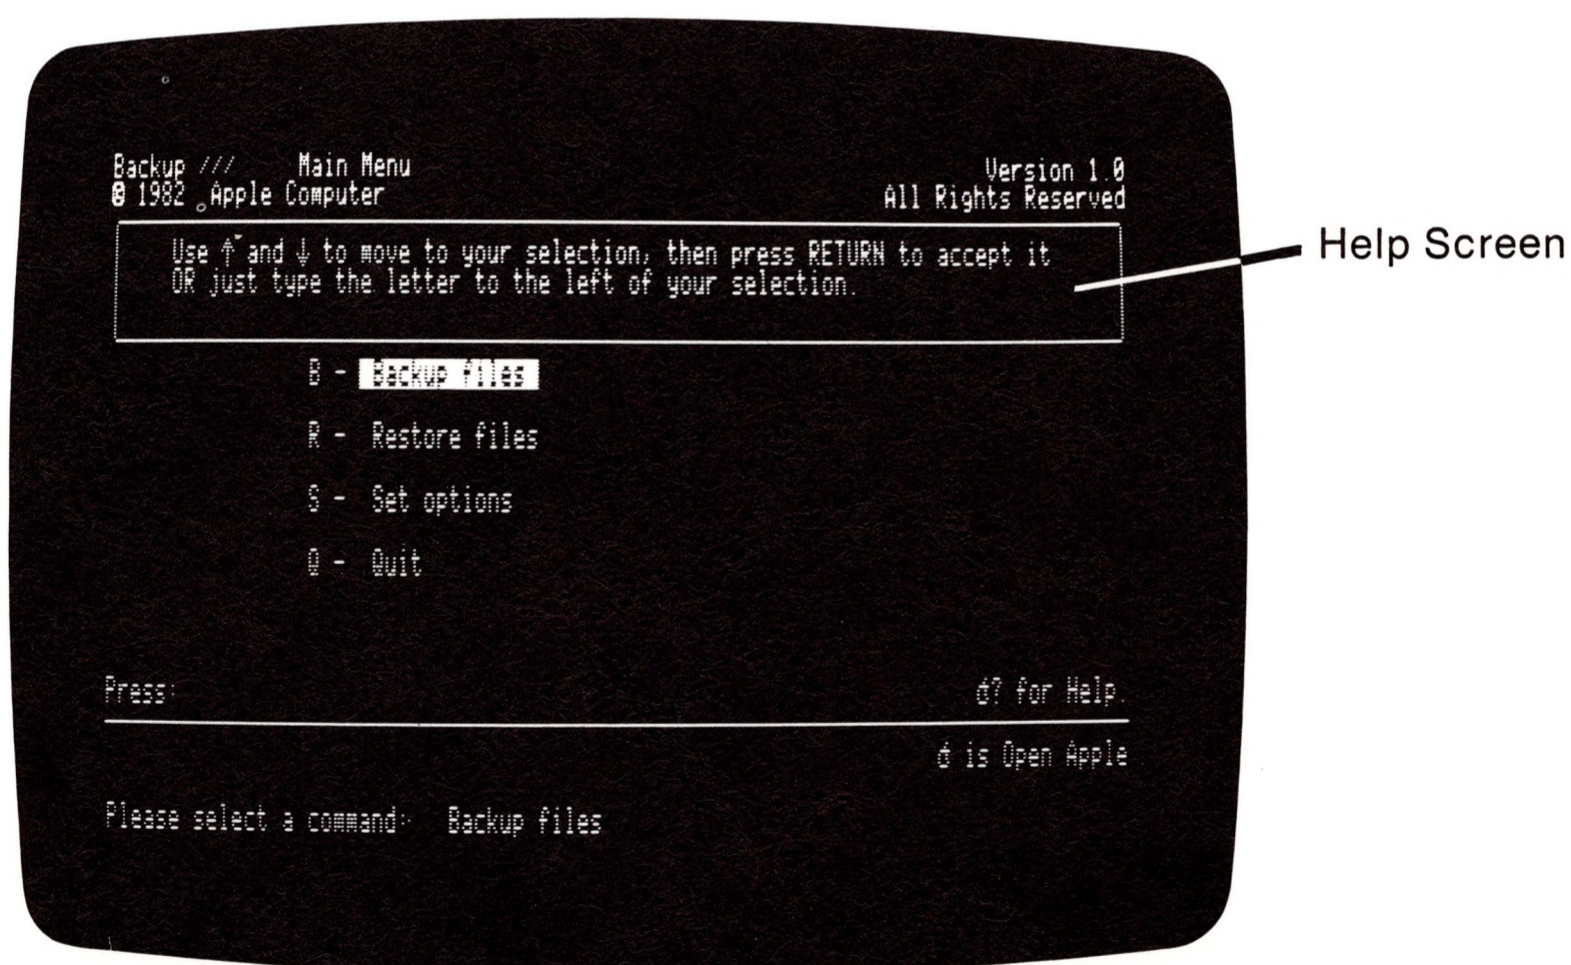 Backup /// Main Menu Version 1.0
© 1982 Apple Computer All Rights Reserved
Use ↑ and ↓ to move to your selection, then press RETURN to accept it
OR just type the letter to the left of your selection.
Help Screen
B - Backup files
R - Restore files
S - Set options
Q - Quit
Press: ? for Help.
is Open Apple
Please select a command: Backup files